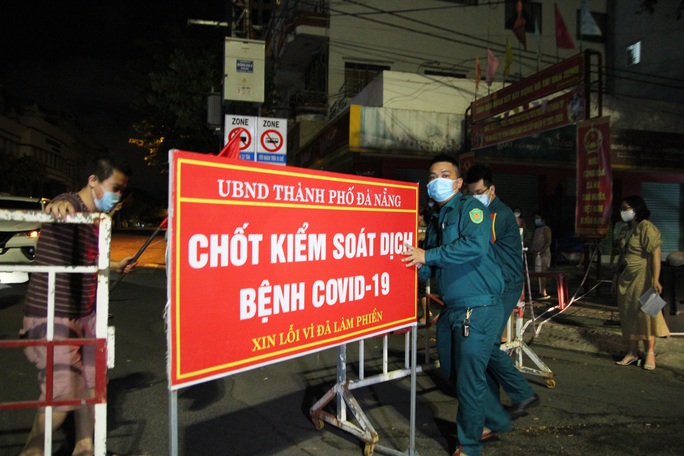 ZONE
ZONE
UBND THÀNH PHỐ ĐÀ NẴNG
CHỐT KIỂM SOÁT DỊCH
BỆNH COVID-19
XIN LỖI VÌ ĐÃ LÀM PHIỀN